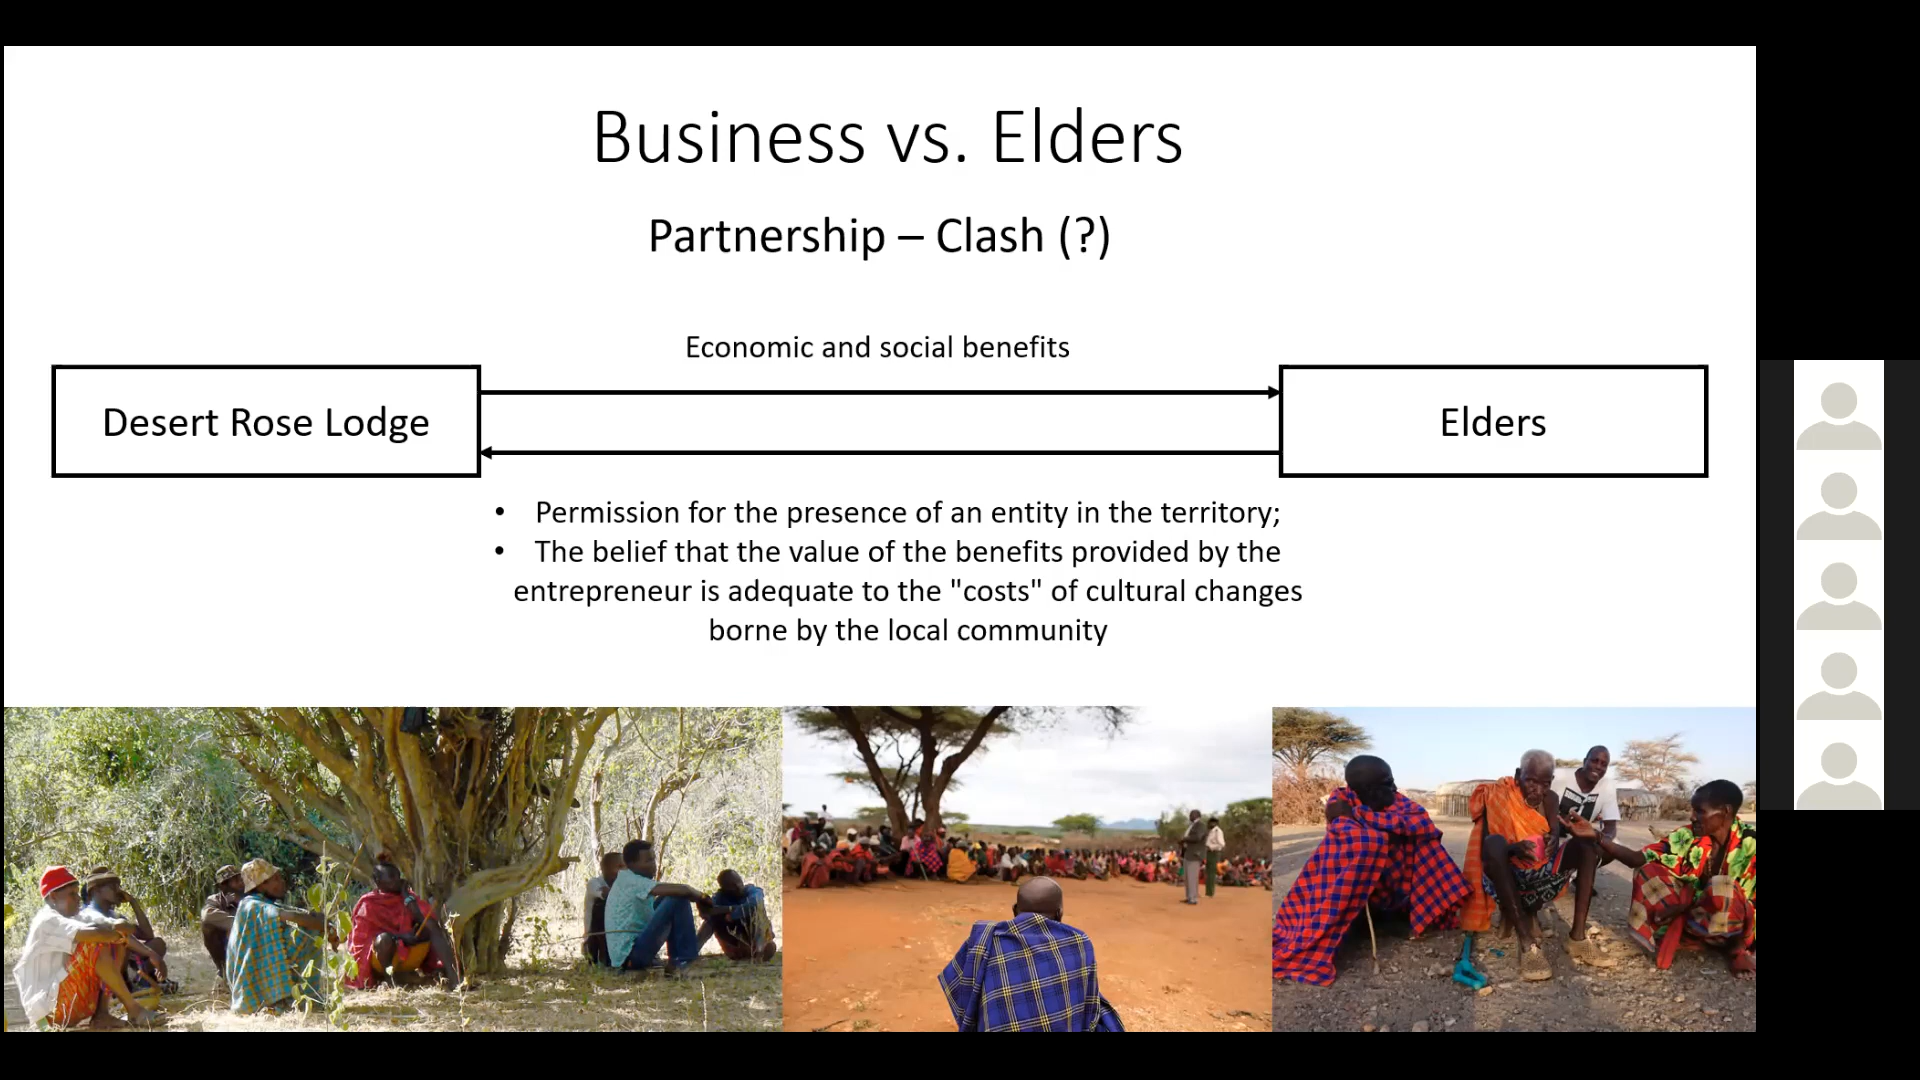 Business vs. Elders
Partnership – Clash (?)
Economic and social benefits
Desert Rose Lodge
Elders
• Permission for the presence of an entity in the territory;
• The belief that the value of the benefits provided by the
entrepreneur is adequate to the "costs" of cultural changes
borne by the local community